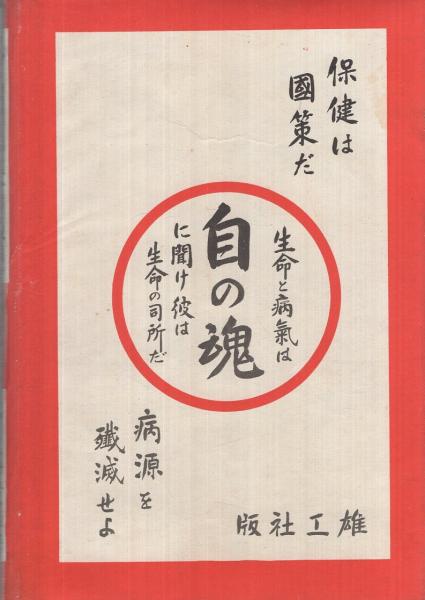 保健は
國策だ
生命と病氣は
自の魂
に聞け彼は
生命の司所だ
病源を
殲滅せよ
版社工雄